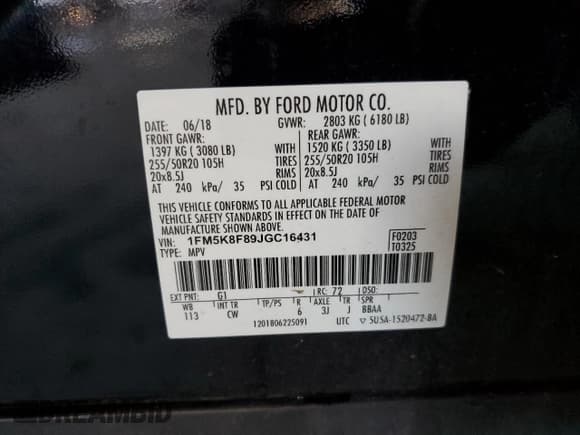 MFD. BY FORD MOTOR CO.
DATE: 06/18 GVWR: 2803 KG ( 6180 LB)
FRONT GAWR: REAR GAWR:
1397 KG ( 3080 LB) WITH 1520 KG ( 3350 LB) WITH
255/50R20 105H TIRES 255/50R20 105H TIRES
20x8.5J RIMS 20x8.5J RIMS
AT 240 kPa/ 35 PSI COLD AT 240 kPa/ 35 PSI COLD
THIS VEHICLE CONFORMS TO ALL APPLICABLE FEDERAL MOTOR
VEHICLE SAFETY STANDARDS IN EFFECT ON THE DATE OF
MANUFACTURE SHOWN ABOVE.
VIN: 1FM5K8F89JGC16431 F0203
TYPE: MPV T0325
EXT PNT: G1 RC: 72 DSO:
WB INT TR TP/PS R AXLE TR SPR
113 CW 6 3J J BBAA
1201806225091 UTC 5U5A-1520472-BA
DREAMBID